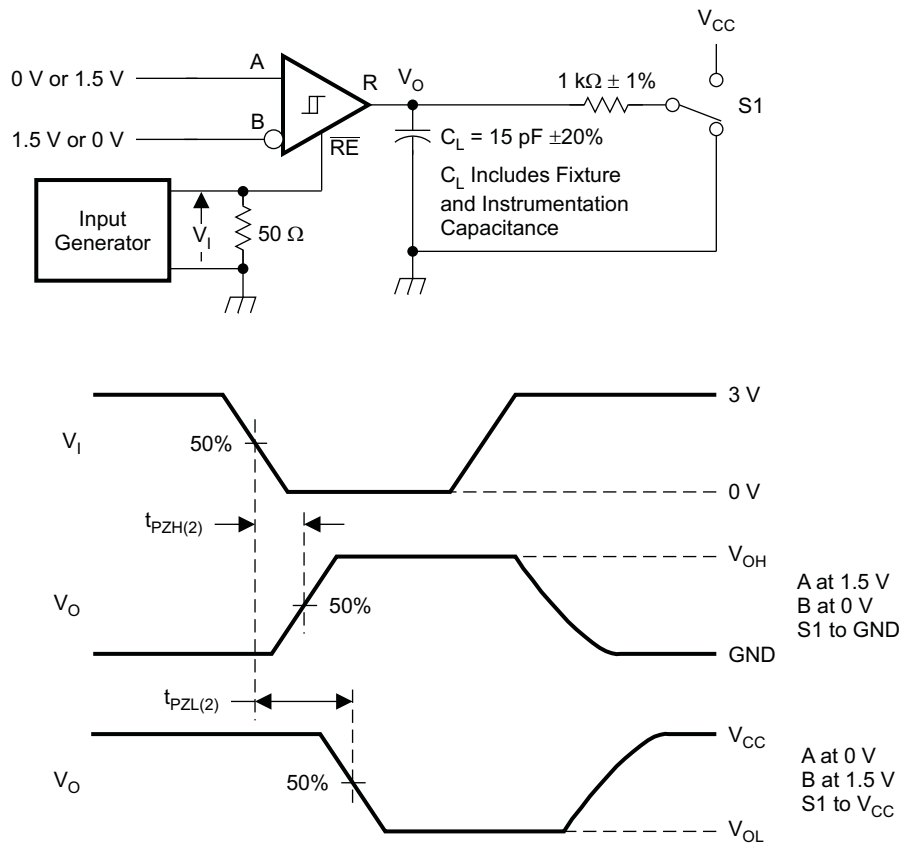 V_CC
0 V or 1.5 V
A
R
V_O
1 kΩ ± 1%
S1
B
1.5 V or 0 V
R̅E̅
C_L = 15 pF ±20%
C_L Includes Fixture
and Instrumentation
Capacitance
Input
Generator
V_I
50 Ω
3 V
V_I
50%
0 V
t_PZH(2)
V_OH
V_O
50%
A at 1.5 V
B at 0 V
S1 to GND
GND
t_PZL(2)
V_CC
V_O
50%
A at 0 V
B at 1.5 V
S1 to V_CC
V_OL